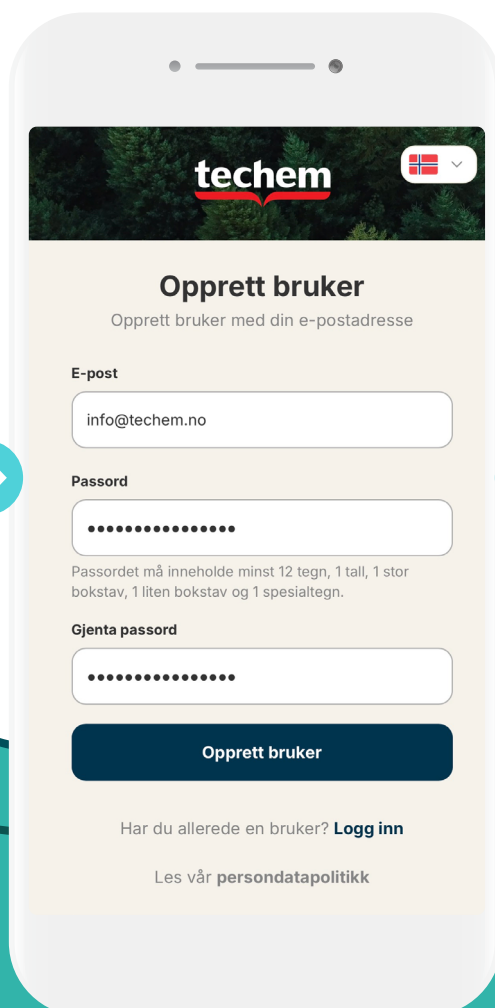 techem
Opprett bruker
Opprett bruker med din e-postadresse
E-post
info@techem.no
Passord
••••••••••••••••
Passordet må inneholde minst 12 tegn, 1 tall, 1 stor
bokstav, 1 liten bokstav og 1 spesialtegn.
Gjenta passord
••••••••••••••••
Opprett bruker
Har du allerede en bruker? Logg inn
Les vår persondatapolitikk